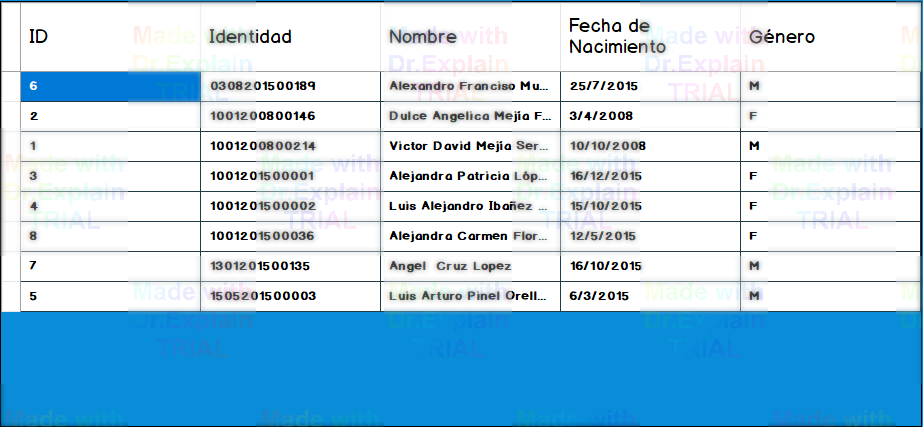 ID Identidad Nombre Fecha de Nacimiento Género
6 0308201500189 Alexandro Franciso Mu... 25/7/2015 M
2 1001200800146 Dulce Angelica Mejía F... 3/4/2008 F
1 1001200800214 Victor David Mejía Ser... 10/10/2008 M
3 1001201500001 Alejandra Patricia Lóp... 16/12/2015 F
4 1001201500002 Luis Alejandro Ibañez ... 15/10/2015 F
8 1001201500036 Alejandra Carmen Flor... 12/5/2015 F
7 1301201500135 Angel  Cruz Lopez 16/10/2015 M
5 1505201500003 Luis Arturo Pinel Orell... 6/3/2015 M
Made with
Dr.Explain
TRIAL